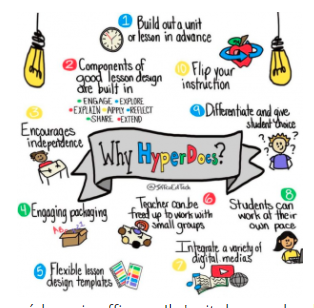 1 Build out a unit
or lesson in advance
2 Components of
good lesson design
are built in
• ENGAGE • EXPLORE
• EXPLAIN • APPLY • REFLECT
• SHARE • EXTEND
10 Flip your
instruction
3
Encourages
independence
9 Differentiate and give
student choice
Why HyperDocs?
4 Engaging packaging
Teacher can be 6
freed up to work with
small groups
8
Students can
work at their
own pace
5 Flexible lesson
design templates
Integrate a variety of
digital medias
7